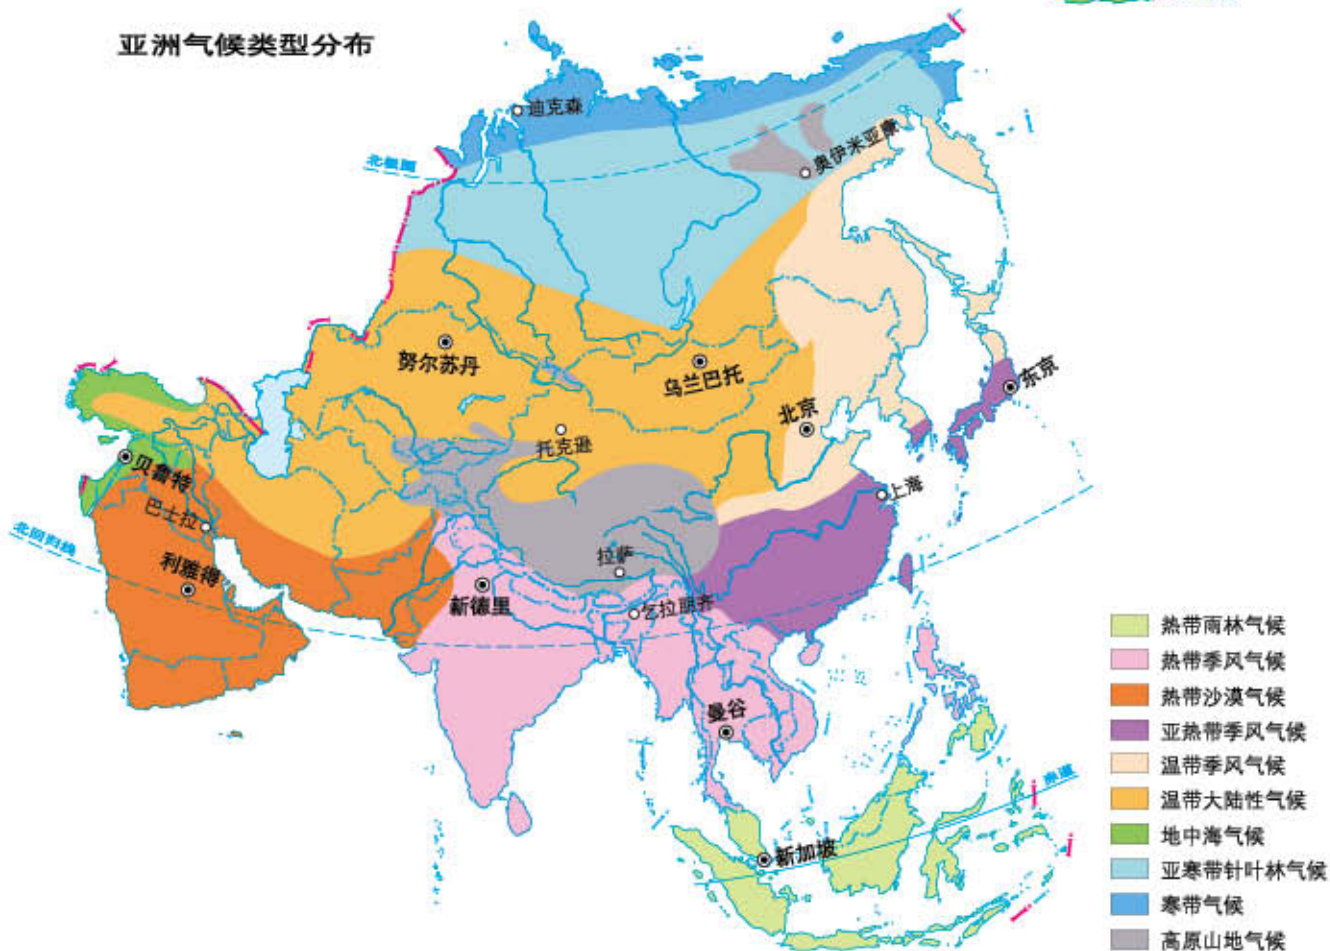 亚洲气候类型分布
迪克森
北极圈
奥伊米亚康
努尔苏丹
乌兰巴托
东京
北京
托克逊
贝鲁特
上海
巴士拉
北回归线
利雅得
拉萨
新德里
乞拉朋齐
曼谷
赤道
新加坡
热带雨林气候
热带季风气候
热带沙漠气候
亚热带季风气候
温带季风气候
温带大陆性气候
地中海气候
亚寒带针叶林气候
寒带气候
高原山地气候